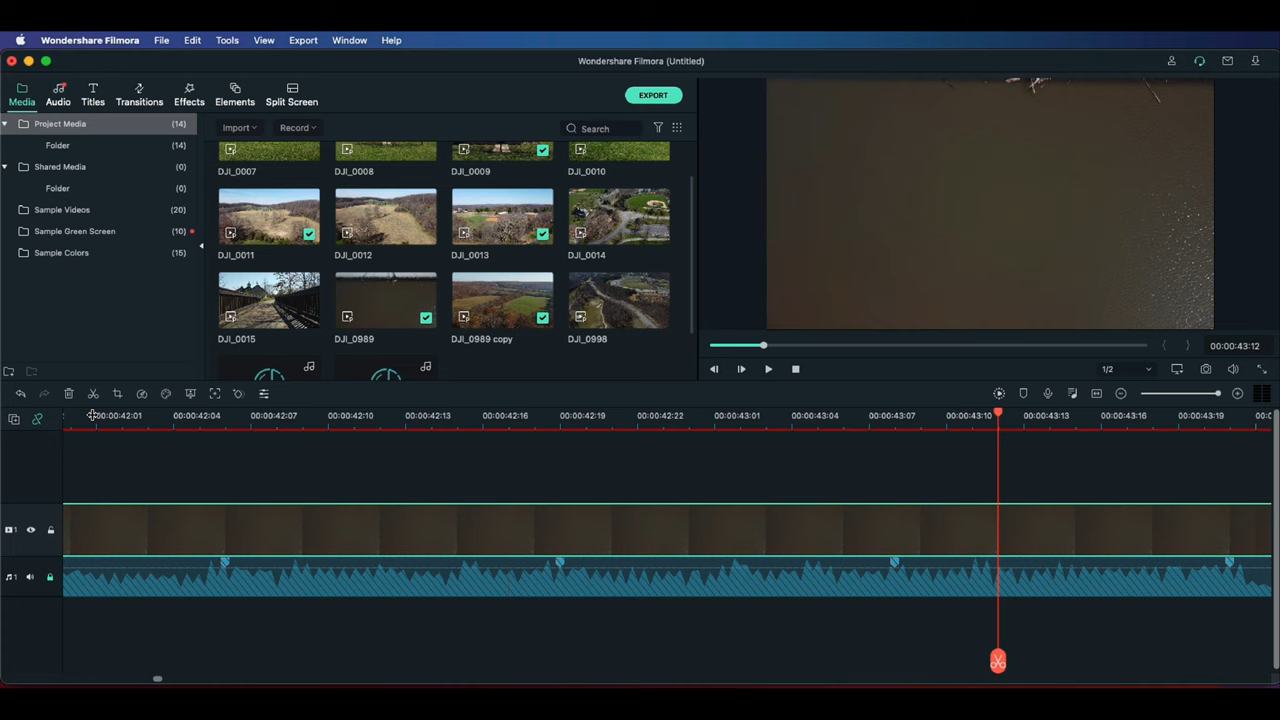 Wondershare Filmora File Edit Tools View Export Window Help
Wondershare Filmora (Untitled)
Media Audio Titles Transitions Effects Elements Split Screen
EXPORT
Project Media (14)
Folder (14)
Shared Media (0)
Folder (0)
Sample Videos (20)
Sample Green Screen (10)
Sample Colors (15)
Import Record Search
DJI_0007 DJI_0008 DJI_0009 DJI_0010
DJI_0011 DJI_0012 DJI_0013 DJI_0014
DJI_0015 DJI_0989 DJI_0989 copy DJI_0998
00:00:43:12
1/2
00:00:42:01 00:00:42:04 00:00:42:07 00:00:42:10 00:00:42:13 00:00:42:16 00:00:42:19 00:00:42:22 00:00:43:01 00:00:43:04 00:00:43:07 00:00:43:10 00:00:43:13 00:00:43:16 00:00:43:19
1
1